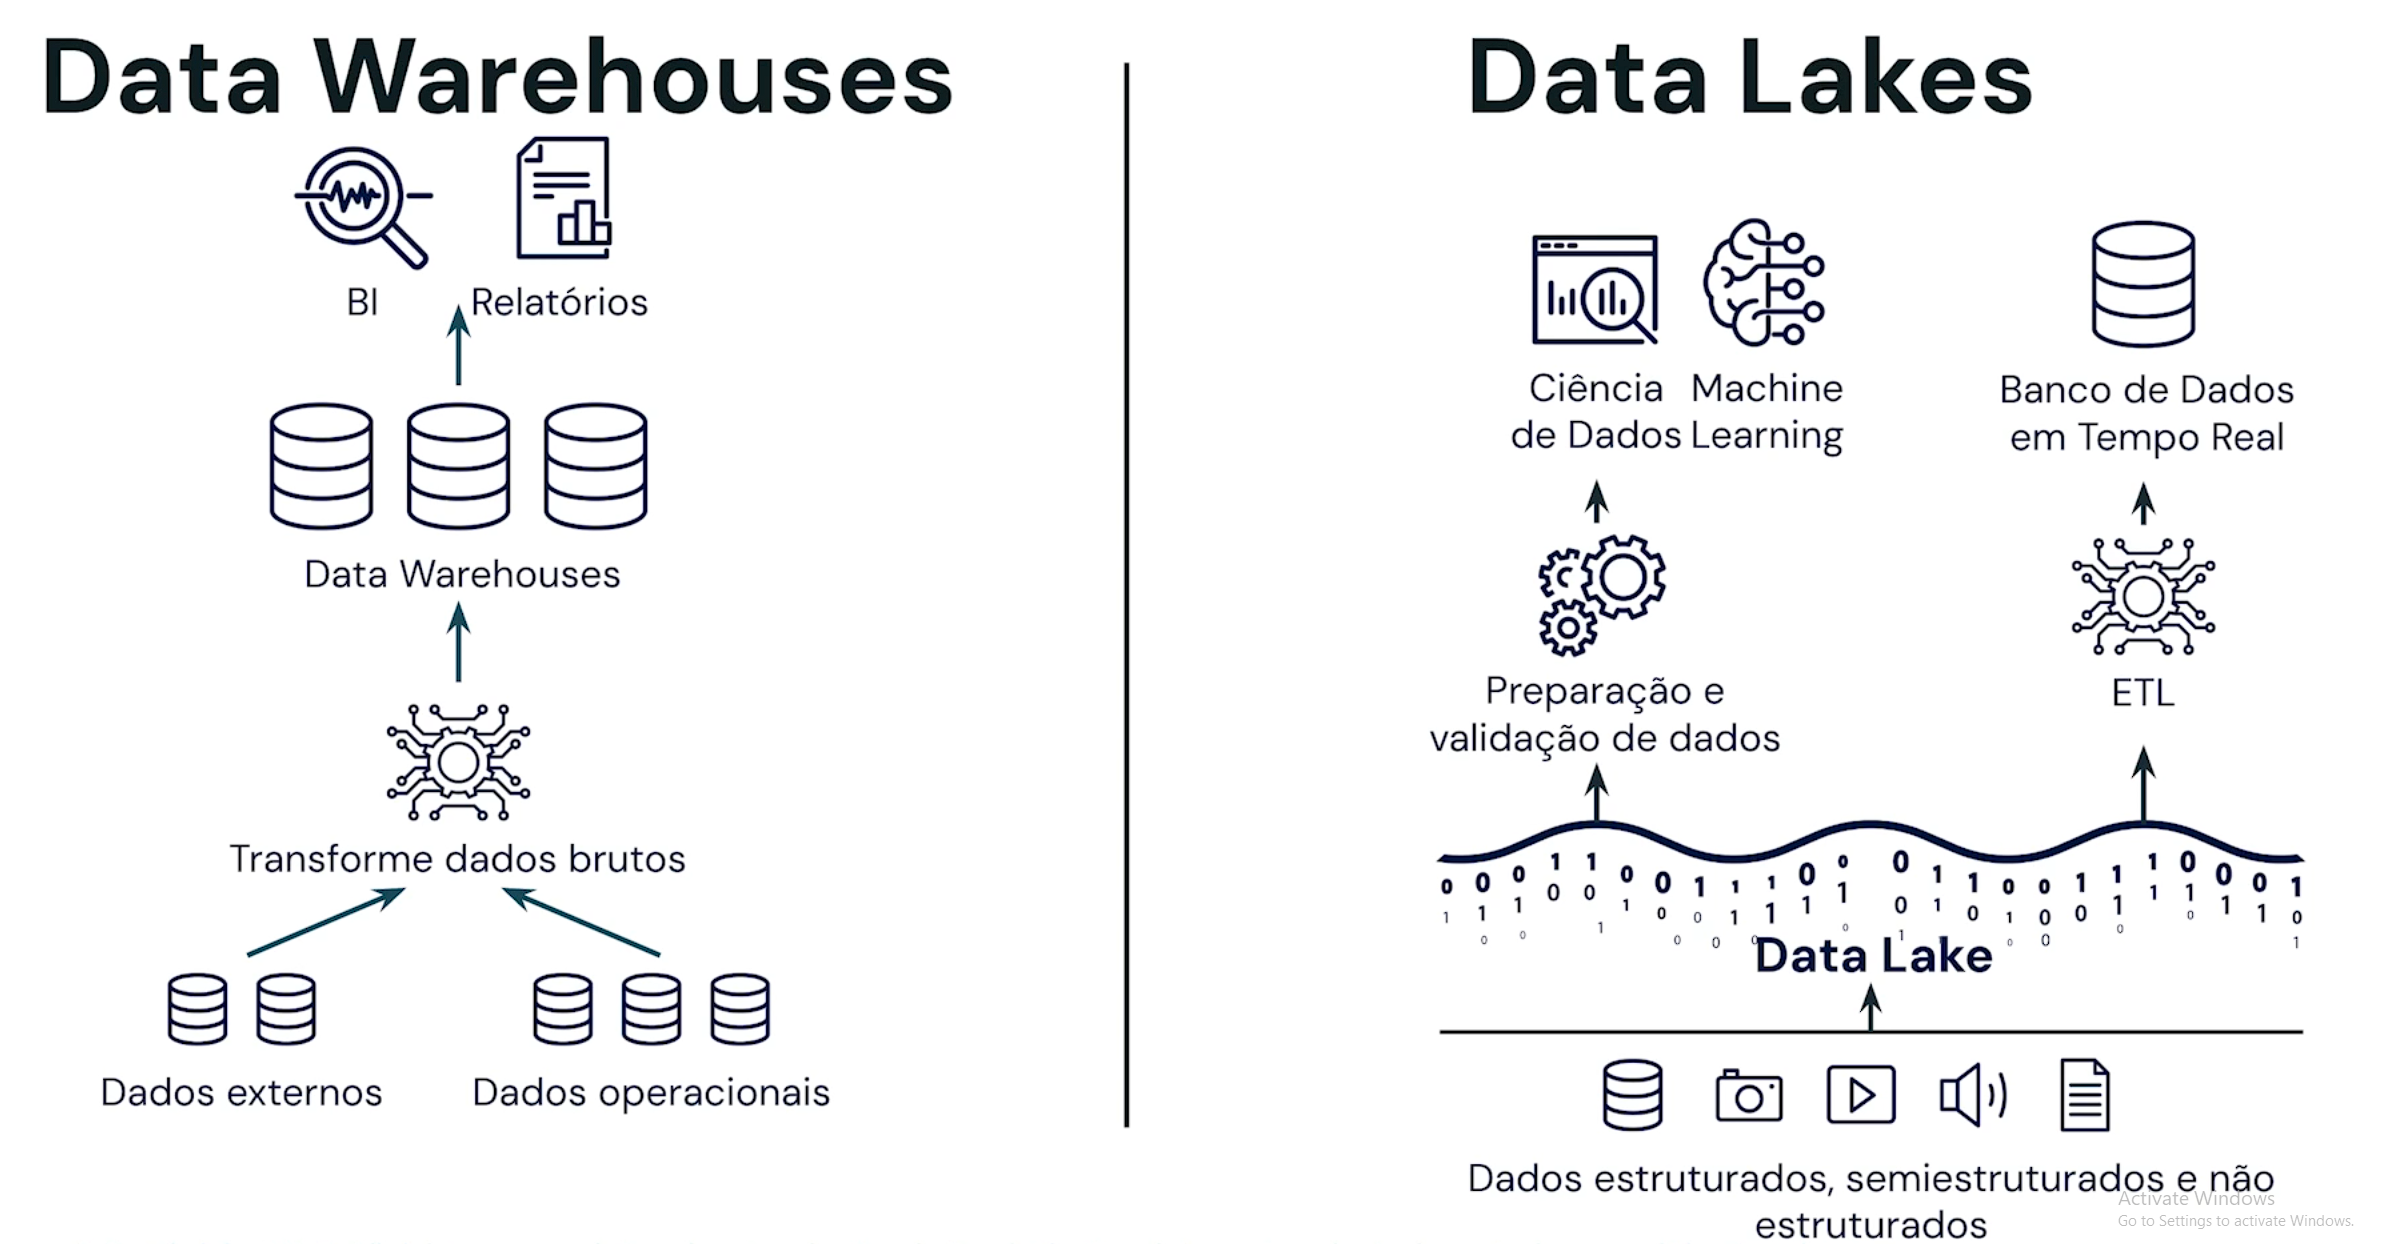 Data Warehouses
BI
Relatórios
Data Warehouses
Transforme dados brutos
Dados externos
Dados operacionais
Data Lakes
Ciência
de Dados
Machine
Learning
Banco de Dados
em Tempo Real
Preparação e
validação de dados
ETL
Data Lake
Dados estruturados, semiestruturados e não
estruturados
Activate Windows
Go to Settings to activate Windows.